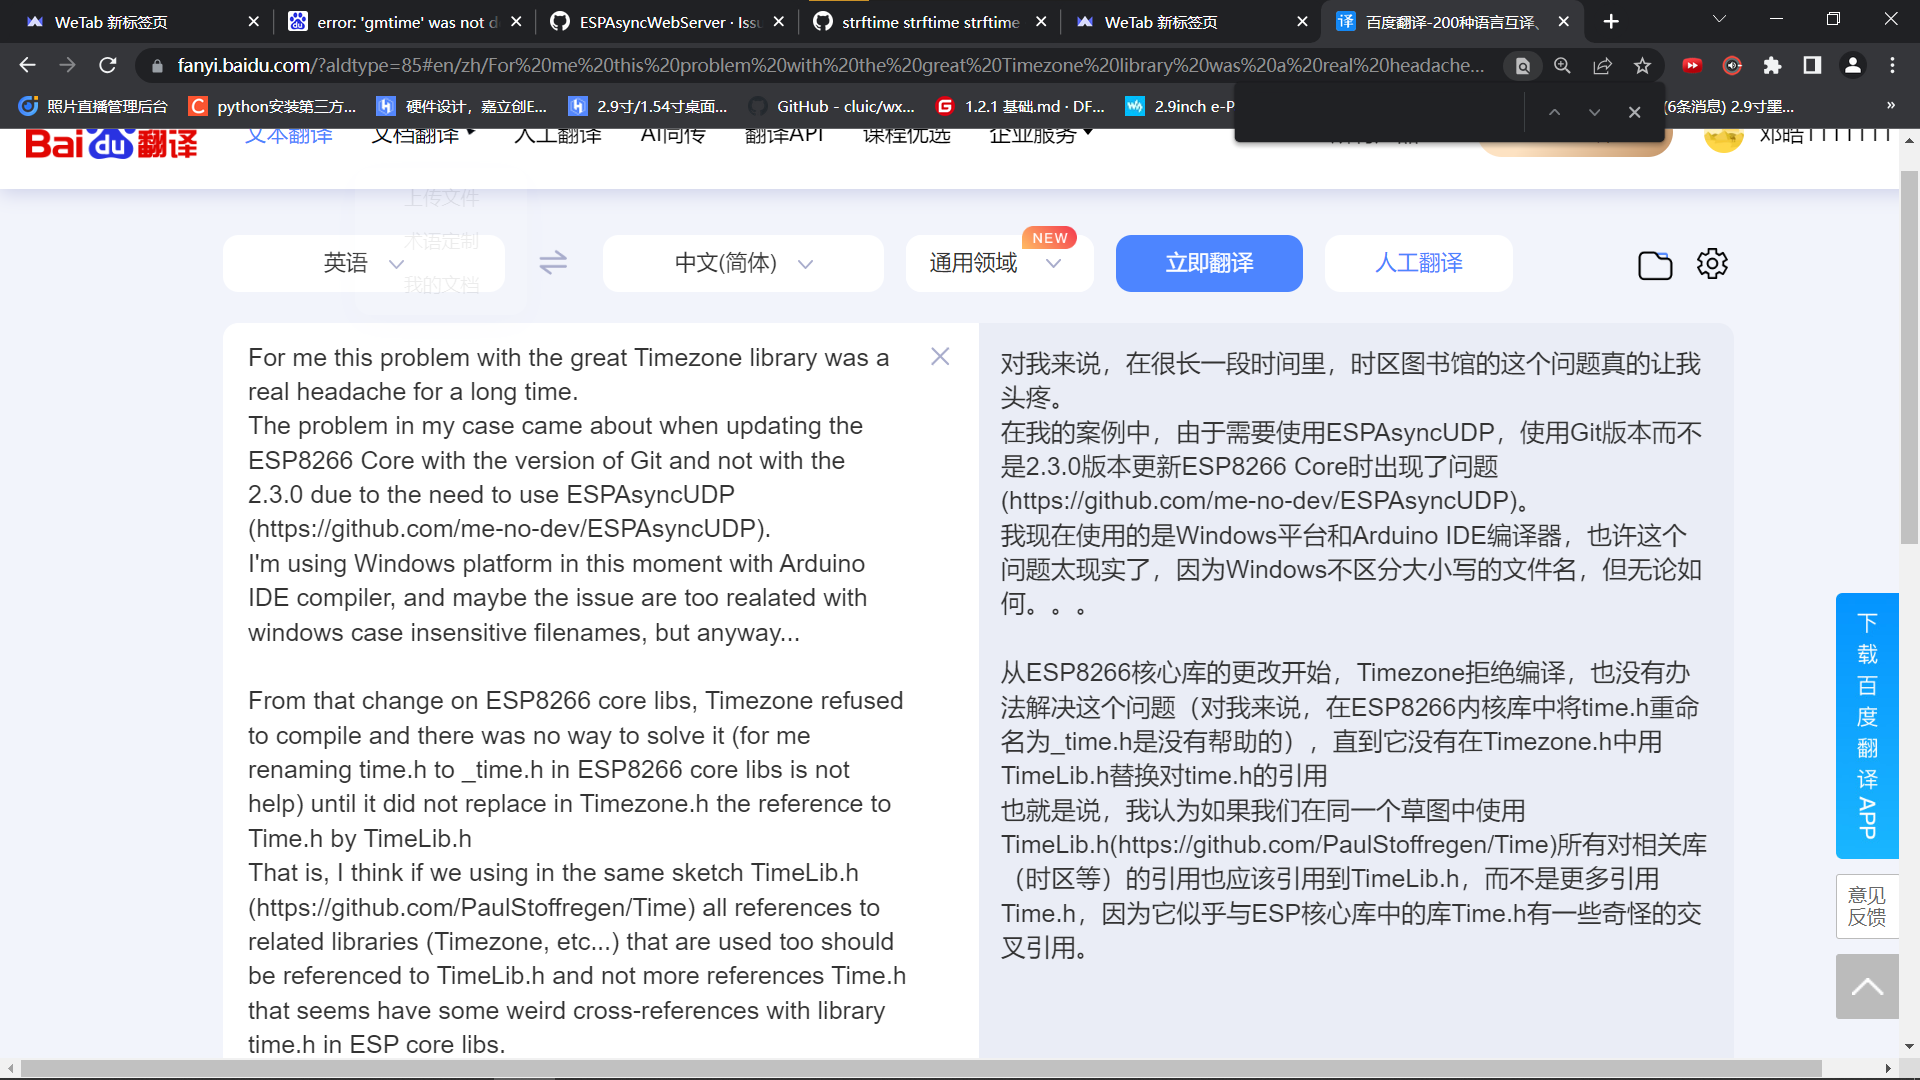 WeTab 新标签页
error: 'gmtime' was not d
ESPAsyncWebServer · Issu
strftime strftime strftime
WeTab 新标签页
百度翻译-200种语言互译、
fanyi.baidu.com/?aldtype=85#en/zh/For%20me%20this%20problem%20with%20the%20great%20Timezone%20library%20was%20a%20real%20headache...
照片直播管理后台
python安装第三方...
硬件设计，嘉立创E...
2.9寸/1.54寸桌面...
GitHub - cluic/wx...
1.2.1 基础.md · DF...
2.9inch e-P
(6条消息) 2.9寸墨...
Bai du 翻译
文本翻译
文档翻译
人工翻译
AI同传
翻译API
课程优选
企业服务
邓皓1111111
上传文件
术语定制
我的文档
英语
中文(简体)
通用领域
NEW
立即翻译
人工翻译
For me this problem with the great Timezone library was a
real headache for a long time.
The problem in my case came about when updating the
ESP8266 Core with the version of Git and not with the
2.3.0 due to the need to use ESPAsyncUDP
(https://github.com/me-no-dev/ESPAsyncUDP).
I'm using Windows platform in this moment with Arduino
IDE compiler, and maybe the issue are too realated with
windows case insensitive filenames, but anyway...
From that change on ESP8266 core libs, Timezone refused
to compile and there was no way to solve it (for me
renaming time.h to _time.h in ESP8266 core libs is not
help) until it did not replace in Timezone.h the reference to
Time.h by TimeLib.h
That is, I think if we using in the same sketch TimeLib.h
(https://github.com/PaulStoffregen/Time) all references to
related libraries (Timezone, etc...) that are used too should
be referenced to TimeLib.h and not more references Time.h
that seems have some weird cross-references with library
time.h in ESP core libs.
对我来说，在很长一段时间里，时区图书馆的这个问题真的让我
头疼。
在我的案例中，由于需要使用ESPAsyncUDP，使用Git版本而不
是2.3.0版本更新ESP8266 Core时出现了问题
(https://github.com/me-no-dev/ESPAsyncUDP)。
我现在使用的是Windows平台和Arduino IDE编译器，也许这个
问题太现实了，因为Windows不区分大小写的文件名，但无论如
何。。。
从ESP8266核心库的更改开始，Timezone拒绝编译，也没有办
法解决这个问题（对我来说，在ESP8266内核库中将time.h重命
名为_time.h是没有帮助的），直到它没有在Timezone.h中用
TimeLib.h替换对time.h的引用
也就是说，我认为如果我们在同一个草图中使用
TimeLib.h(https://github.com/PaulStoffregen/Time)所有对相关库
（时区等）的引用也应该引用到TimeLib.h，而不是更多引用
Time.h，因为它似乎与ESP核心库中的库Time.h有一些奇怪的交
叉引用。
下载百度翻译APP
意见
反馈